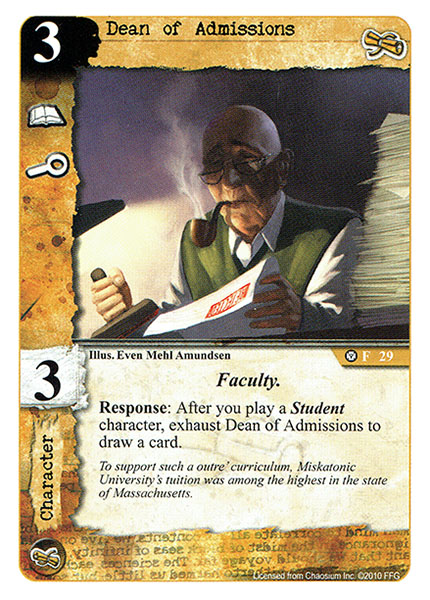 3
Dean of Admissions
Illus. Even Mehl Amundsen
F 29
3
Character
Faculty.
Response: After you play a Student
character, exhaust Dean of Admissions to
draw a card.
To support such a outre' curriculum, Miskatonic
University's tuition was among the highest in the state
of Massachusetts.
Licensed from Chaosium Inc. ©2010 FFG